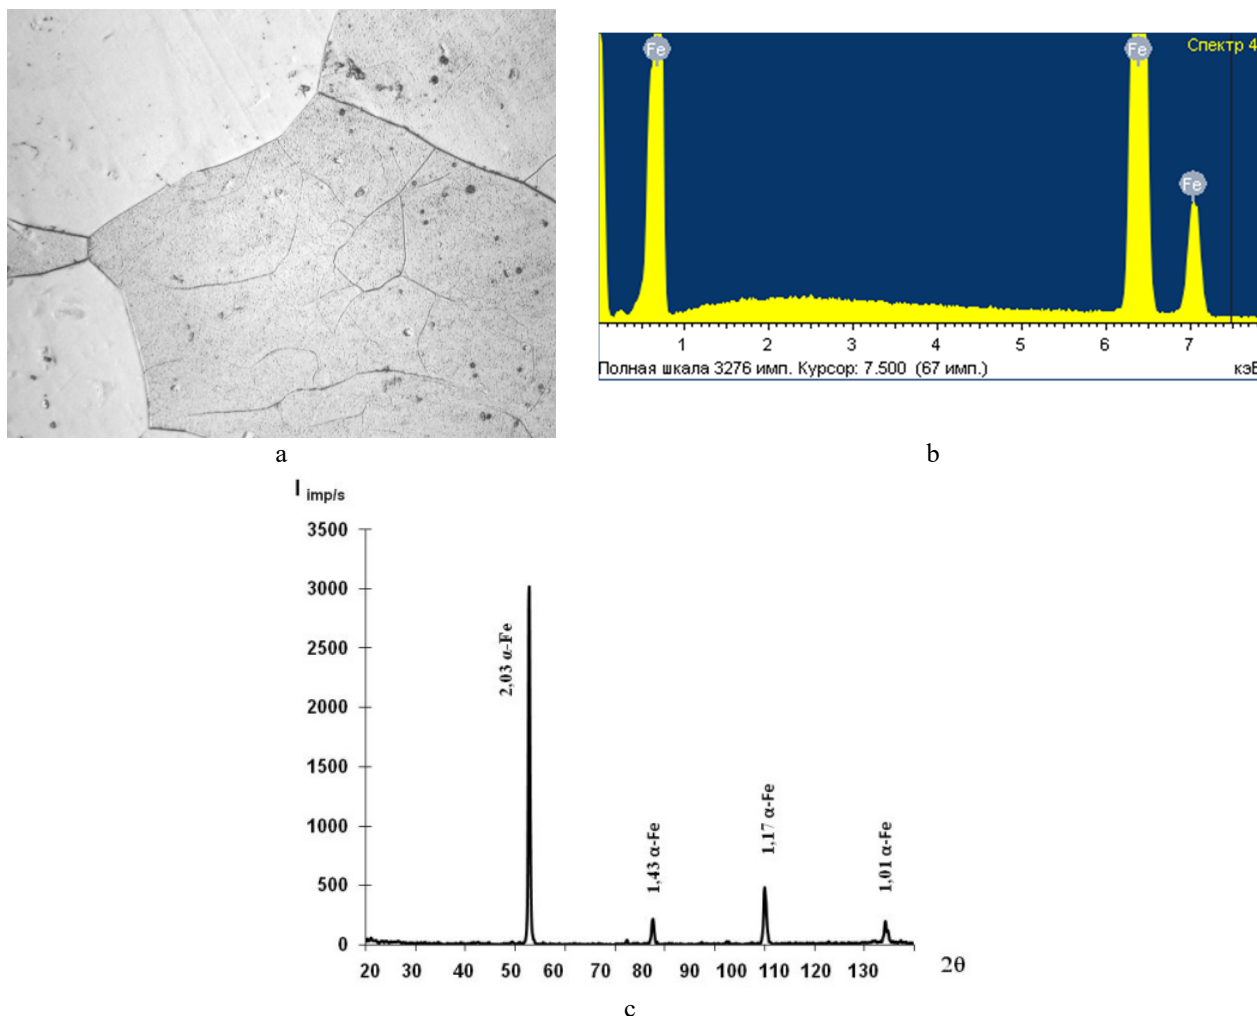 Fe
Fe
Спектр 4
Fe
1 2 3 4 5 6 7
Полная шкала 3276 имп. Курсор: 7.500 (67 имп.) кэВ
a
b
I imp/s
3500
3000
2500
2000
1500
1000
500
0
2,03 α-Fe
1,43 α-Fe
1,17 α-Fe
1,01 α-Fe
20 30 40 50 60 70 80 90 100 110 120 130
2θ
c